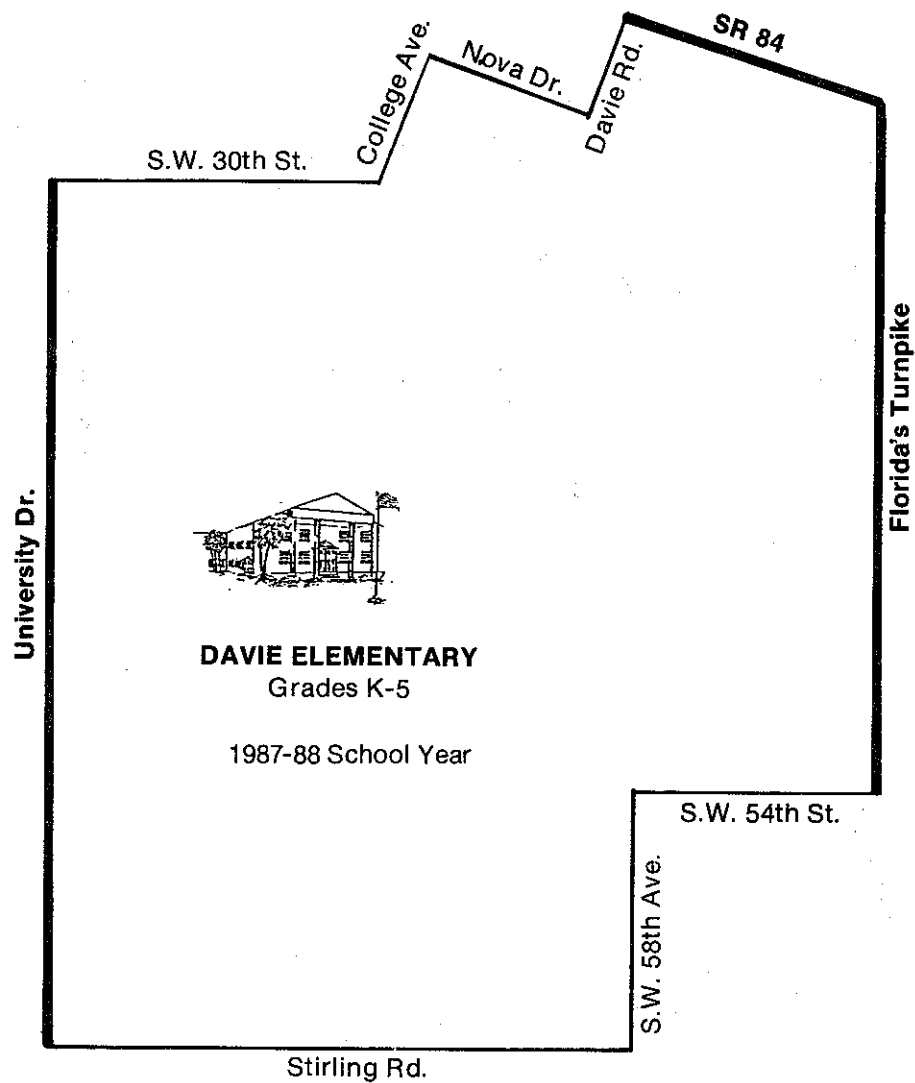 SR 84
College Ave.
Nova Dr.
Davie Rd.
S.W. 30th St.
Florida's Turnpike
University Dr.
DAVIE ELEMENTARY
Grades K-5
1987-88 School Year
S.W. 54th St.
S.W. 58th Ave.
Stirling Rd.